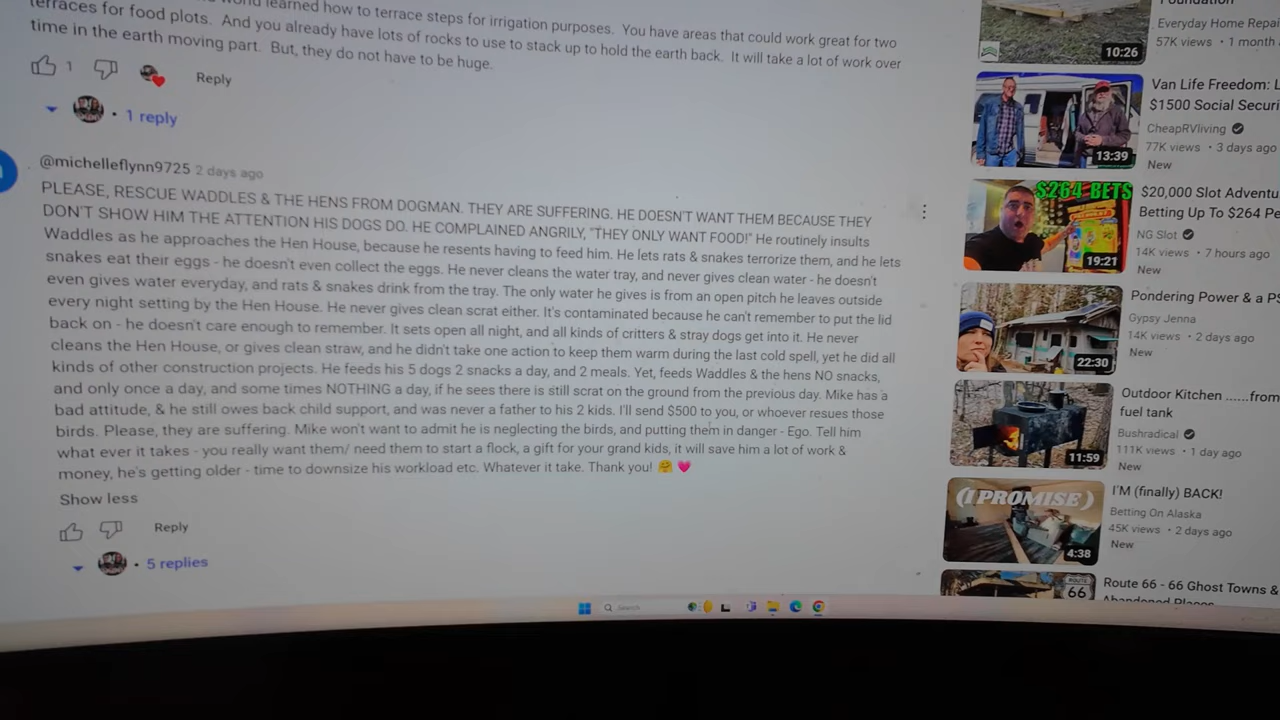 learned how to terrace steps for irrigation purposes. You have areas that could work great for two
terraces for food plots. And you already have lots of rocks to use to stack up to hold the earth back. It will take a lot of work over
time in the earth moving part. But, they do not have to be huge.
1 Reply
1 reply
@michelleflynn9725 2 days ago
PLEASE, RESCUE WADDLES & THE HENS FROM DOGMAN. THEY ARE SUFFERING. HE DOESN'T WANT THEM BECAUSE THEY
DON'T SHOW HIM THE ATTENTION HIS DOGS DO. HE COMPLAINED ANGRILY, "THEY ONLY WANT FOOD!" He routinely insults
Waddles as he approaches the Hen House, because he resents having to feed him. He lets rats & snakes terrorize them, and he lets
snakes eat their eggs - he doesn't even collect the eggs. He never cleans the water tray, and never gives clean water - he doesn't
even gives water everyday, and rats & snakes drink from the tray. The only water he gives is from an open pitch he leaves outside
every night setting by the Hen House. He never gives clean scrat either. It's contaminated because he can't remember to put the lid
back on - he doesn't care enough to remember. It sets open all night, and all kinds of critters & stray dogs get into it. He never
cleans the Hen House, or gives clean straw, and he didn't take one action to keep them warm during the last cold spell, yet he did all
kinds of other construction projects. He feeds his 5 dogs 2 snacks a day, and 2 meals. Yet, feeds Waddles & the hens NO snacks,
and only once a day, and some times NOTHING a day, if he sees there is still scrat on the ground from the previous day. Mike has a
bad attitude, & he still owes back child support, and was never a father to his 2 kids. I'll send $500 to you, or whoever resues those
birds. Please, they are suffering. Mike won't want to admit he is neglecting the birds, and putting them in danger - Ego. Tell him
what ever it takes - you really want them/ need them to start a flock, a gift for your grand kids, it will save him a lot of work &
money, he's getting older - time to downsize his workload etc. Whatever it take. Thank you! 🤗 💗
Show less
Reply
5 replies
Everyday Home Repai
57K views • 1 month
10:26
Van Life Freedom: L
$1500 Social Securi
CheapRVliving
77K views • 3 days ago
New
13:39
$264 BETS
$20,000 Slot Adventu
Betting Up To $264 Pe
NG Slot
14K views • 7 hours ago
New
19:21
Pondering Power & a PS
Gypsy Jenna
14K views • 2 days ago
New
22:30
Outdoor Kitchen ......from
fuel tank
Bushradical
111K views • 1 day ago
New
11:59
(I PROMISE)
I'M (finally) BACK!
Betting On Alaska
45K views • 2 days ago
New
4:38
ROUTE
66
Route 66 - 66 Ghost Towns &
Abandoned Places
Search